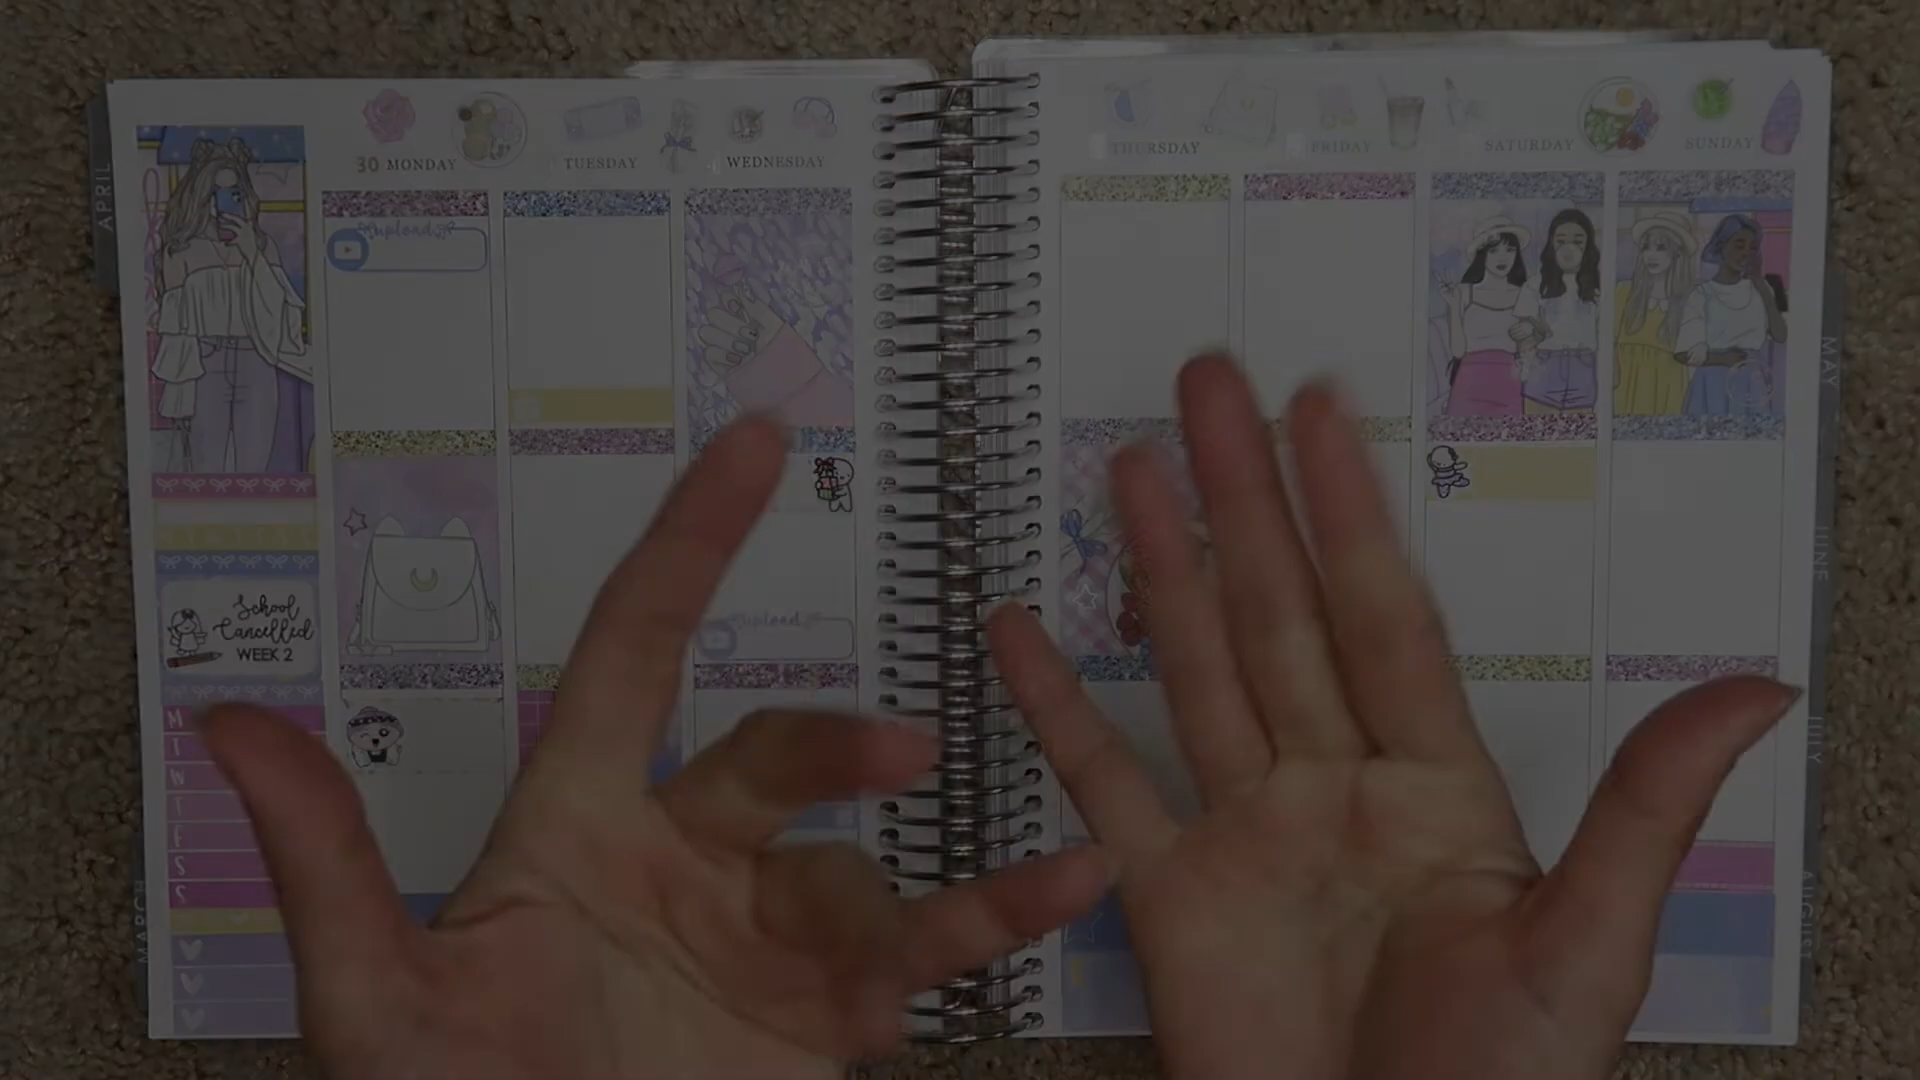 30 MONDAY
TUESDAY
WEDNESDAY
THURSDAY
FRIDAY
SATURDAY
SUNDAY
upload
School
Cancelled
WEEK 2
upload
M
T
W
T
F
S
S
APRIL
MARCH
MAY
JUNE
JULY
AUGUST